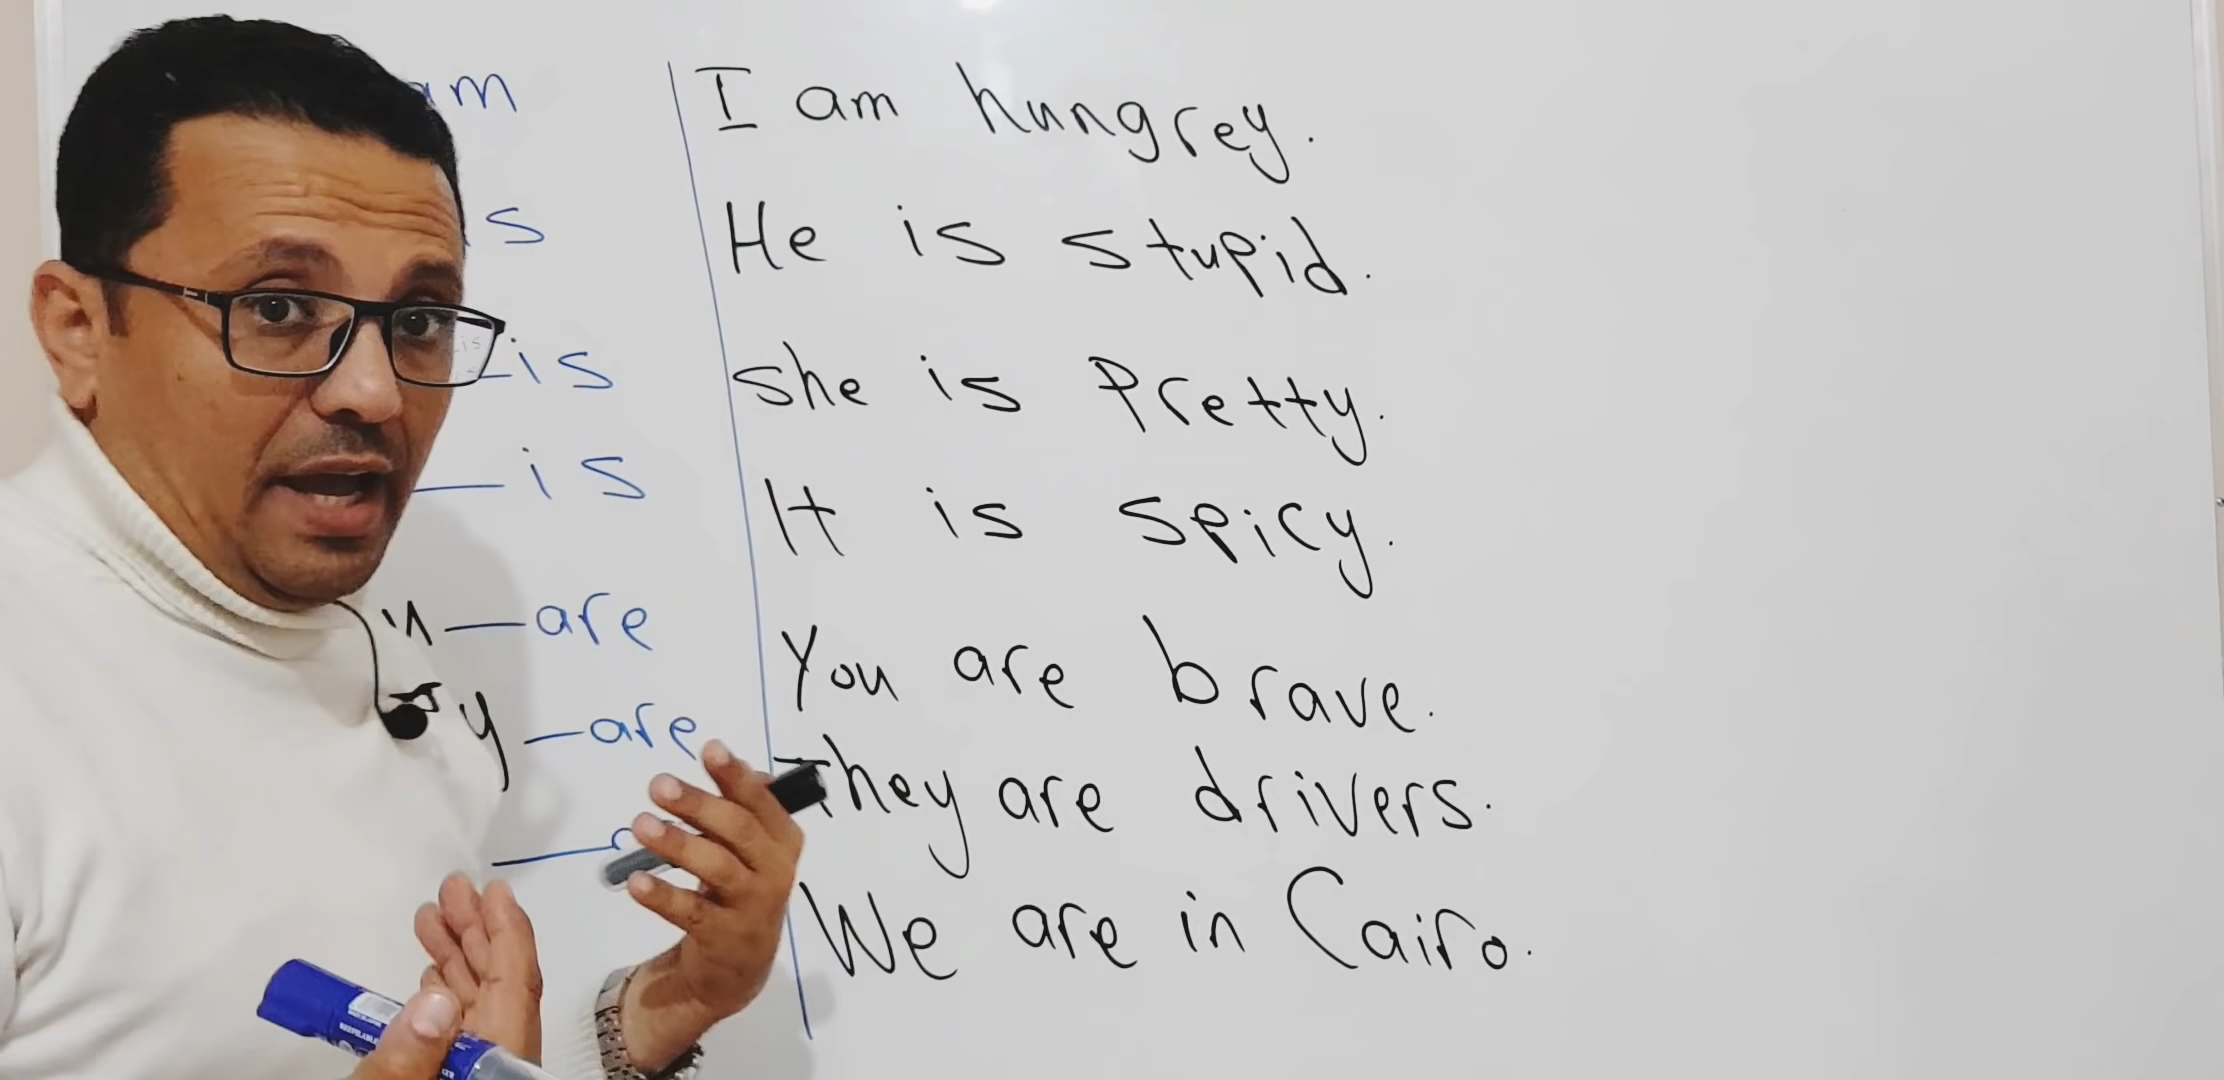 am
is
is
is
are
y are
I am hungrey.
He is stupid.
she is Pretty.
It is spicy.
You are brave.
They are drivers.
We are in Cairo.